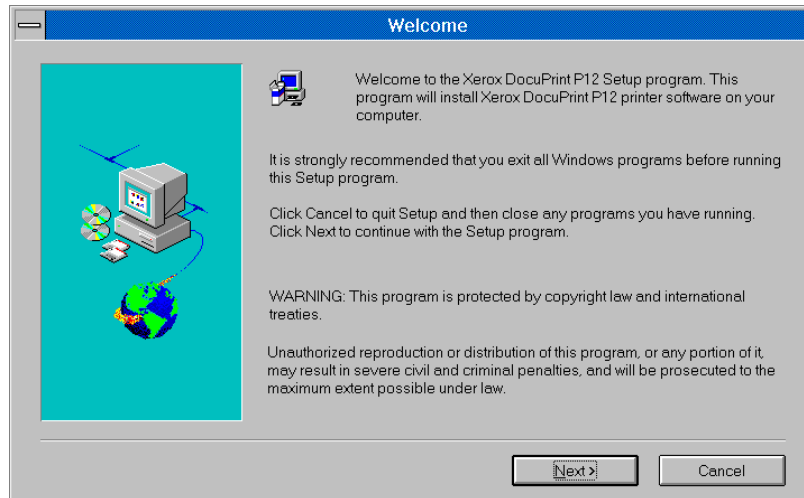 Welcome
Welcome to the Xerox DocuPrint P12 Setup program. This
program will install Xerox DocuPrint P12 printer software on your
computer.
It is strongly recommended that you exit all Windows programs before running
this Setup program.
Click Cancel to quit Setup and then close any programs you have running.
Click Next to continue with the Setup program.
WARNING: This program is protected by copyright law and international
treaties.
Unauthorized reproduction or distribution of this program, or any portion of it,
may result in severe civil and criminal penalties, and will be prosecuted to the
maximum extent possible under law.
Next >
Cancel